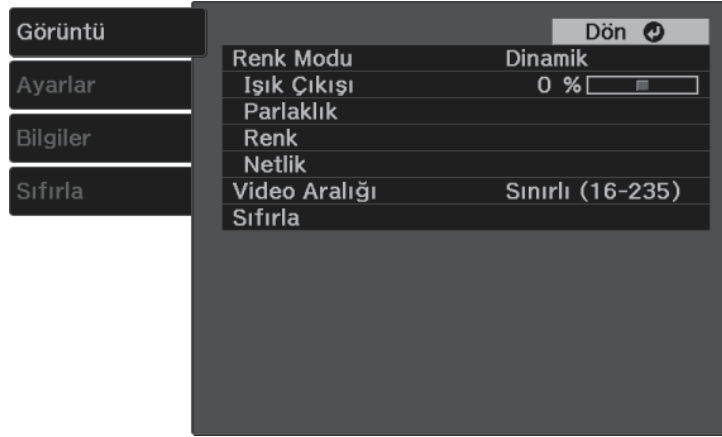 Görüntü
Ayarlar
Bilgiler
Sıfırla
Dön
Renk Modu Dinamik
Işık Çıkışı 0 %
Parlaklık
Renk
Netlik
Video Aralığı Sınırlı (16-235)
Sıfırla